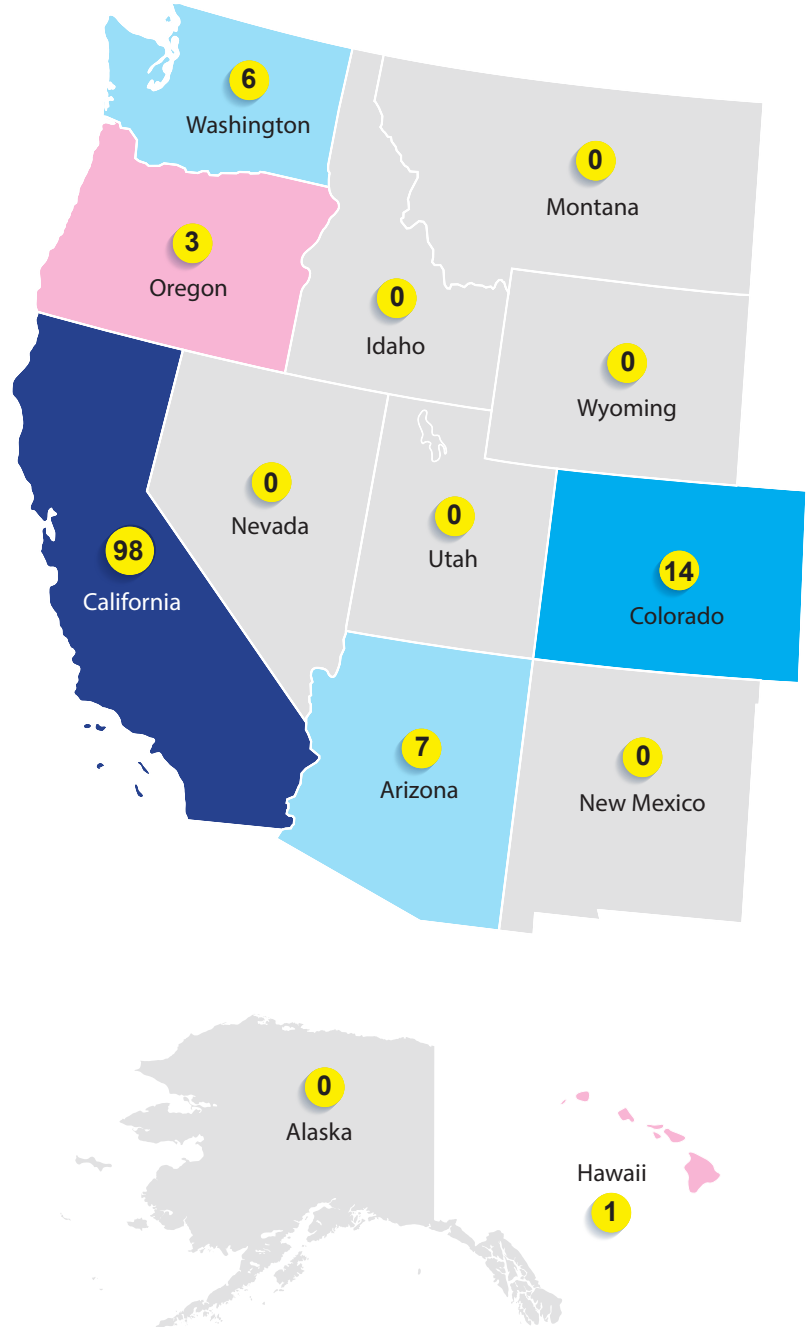 6
Washington
0
Montana
3
Oregon
0
Idaho
0
Wyoming
0
Nevada
0
Utah
98
California
14
Colorado
7
Arizona
0
New Mexico
0
Alaska
Hawaii
1